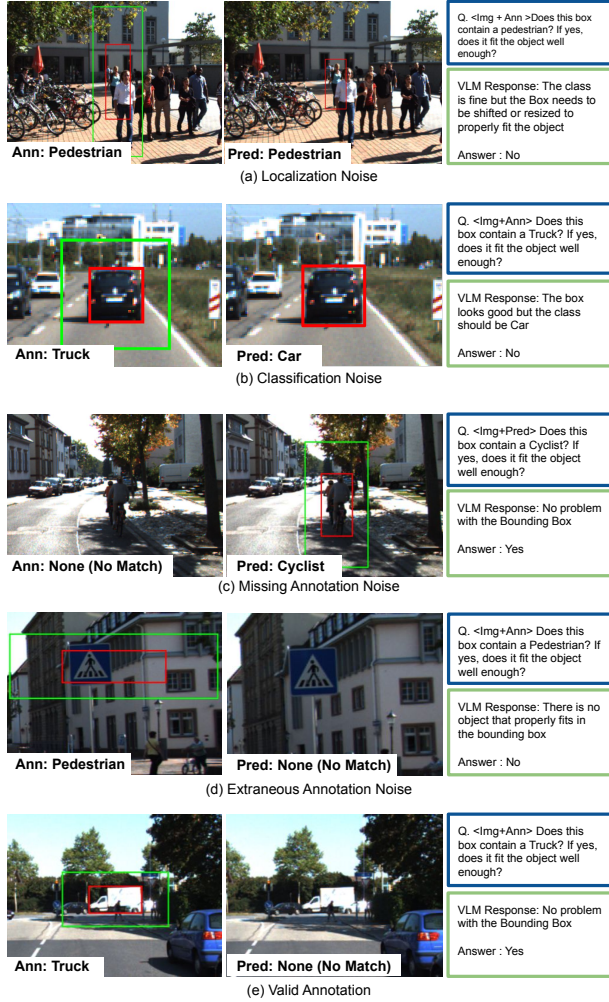 Q. <Img + Ann >Does this
box contain a pedestrian? If yes,
does it fit the object well
enough?
VLM Response: The class
is fine but the Box needs to
be shifted or resized to
properly fit the object
Answer : No
Ann: Pedestrian
Pred: Pedestrian
(a) Localization Noise
Q. <Img+Ann> Does this
box contain a Truck? If yes,
does it fit the object well
enough?
VLM Response: The box
looks good but the class
should be Car
Answer : No
Ann: Truck
Pred: Car
(b) Classification Noise
Q. <Img+Pred> Does this
box contain a Cyclist? If
yes, does it fit the object
well enough?
VLM Response: No problem
with the Bounding Box
Answer : Yes
Ann: None (No Match)
Pred: Cyclist
(c) Missing Annotation Noise
Q. <Img+Ann> Does this
box contain a Pedestrian? If
yes, does it fit the object
well enough?
VLM Response: There is no
object that properly fits in
the bounding box
Answer : No
Ann: Pedestrian
Pred: None (No Match)
(d) Extraneous Annotation Noise
Q. <Img+Ann> Does this
box contain a Truck? If yes,
does it fit the object well
enough?
VLM Response: No problem
with the Bounding Box
Answer : Yes
Ann: Truck
Pred: None (No Match)
(e) Valid Annotation